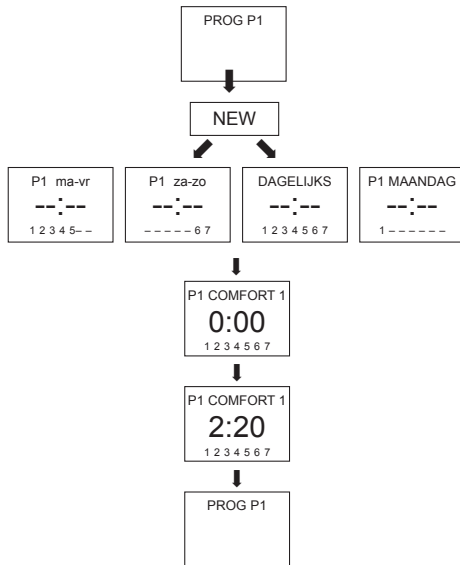 PROG P1
NEW
P1 ma-vr
--:--
1 2 3 4 5 – –
P1 za-zo
--:--
– – – – – 6 7
DAGELIJKS
--:--
1 2 3 4 5 6 7
P1 MAANDAG
--:--
1 – – – – – –
P1 COMFORT 1
0:00
1 2 3 4 5 6 7
P1 COMFORT 1
2:20
1 2 3 4 5 6 7
PROG P1